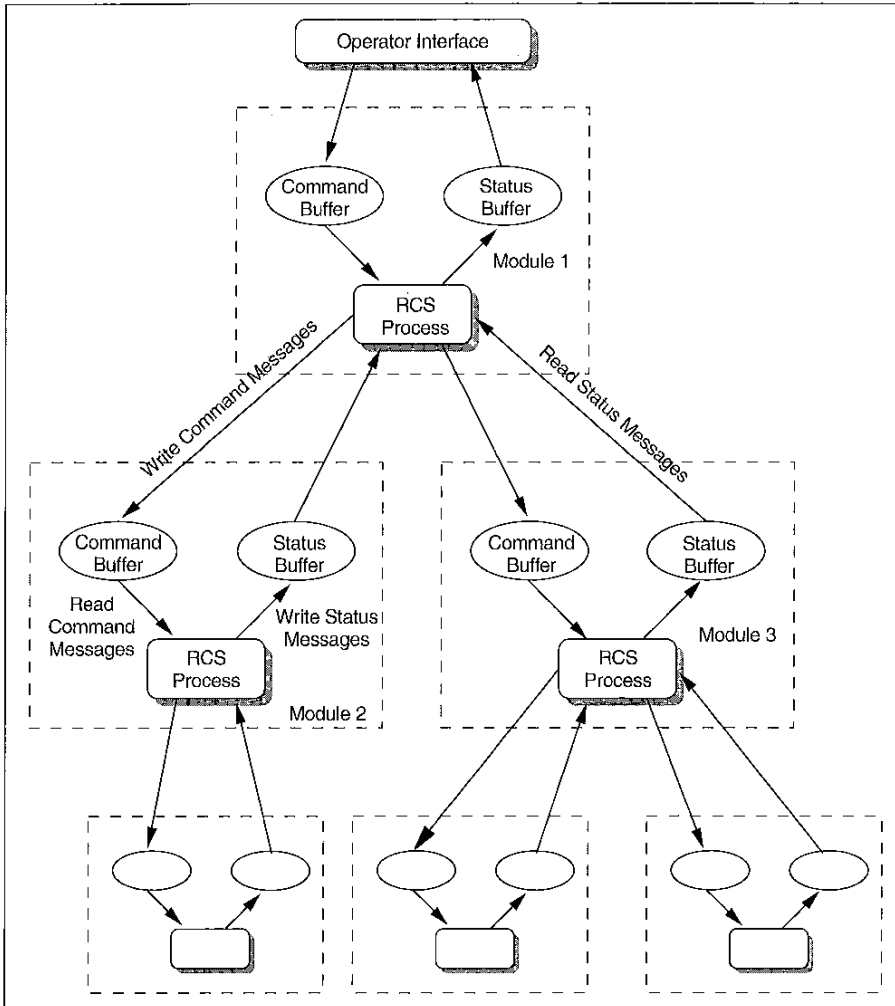 Operator Interface
Command
Buffer
Status
Buffer
Module 1
RCS
Process
Write Command Messages
Read Status Messages
Command
Buffer
Status
Buffer
Read
Command
Messages
Write Status
Messages
RCS
Process
Module 2
Command
Buffer
Status
Buffer
Module 3
RCS
Process